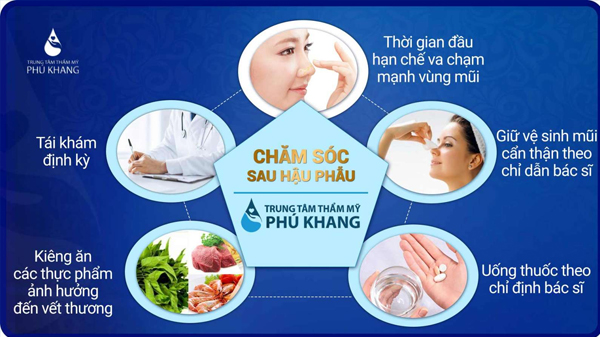 TRUNG TÂM THẨM MỸ
PHÚ KHANG
Thời gian đầu
hạn chế va chạm
mạnh vùng mũi
Tái khám
định kỳ
CHĂM SÓC
SAU HẬU PHẪU
TRUNG TÂM THẨM MỸ
PHÚ KHANG
Giữ vệ sinh mũi
cẩn thận theo
chỉ dẫn bác sĩ
Kiêng ăn
các thực phẩm
ảnh hưởng
đến vết thương
Uống thuốc theo
chỉ định bác sĩ